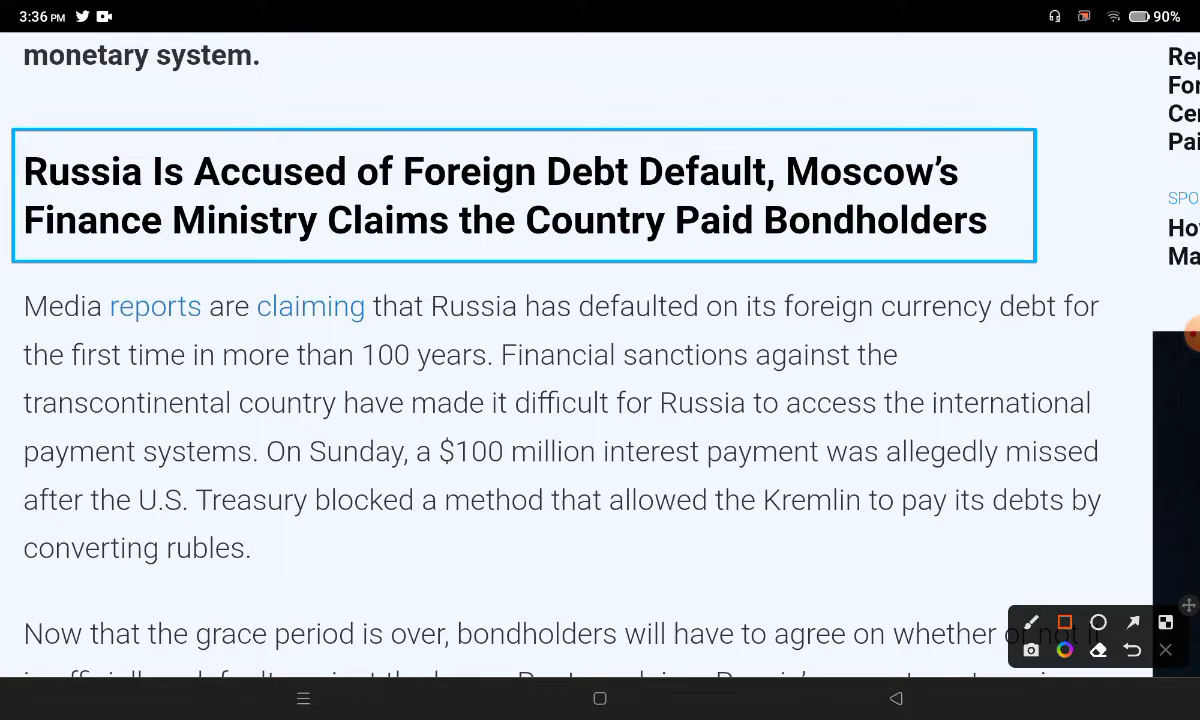 3:36 PM
90%
monetary system.
Russia Is Accused of Foreign Debt Default, Moscow’s
Finance Ministry Claims the Country Paid Bondholders
Media reports are claiming that Russia has defaulted on its foreign currency debt for
the first time in more than 100 years. Financial sanctions against the
transcontinental country have made it difficult for Russia to access the international
payment systems. On Sunday, a $100 million interest payment was allegedly missed
after the U.S. Treasury blocked a method that allowed the Kremlin to pay its debts by
converting rubles.
Now that the grace period is over, bondholders will have to agree on whether or not it
Rep
For
Cen
Pai
SPO
Ho
Ma